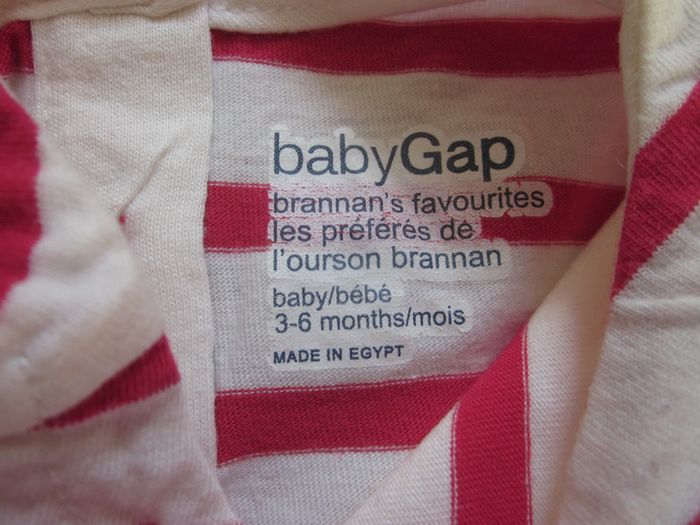 babyGap
brannan's favourites
les préférés de
l'ourson brannan
baby/bébé
3-6 months/mois
MADE IN EGYPT